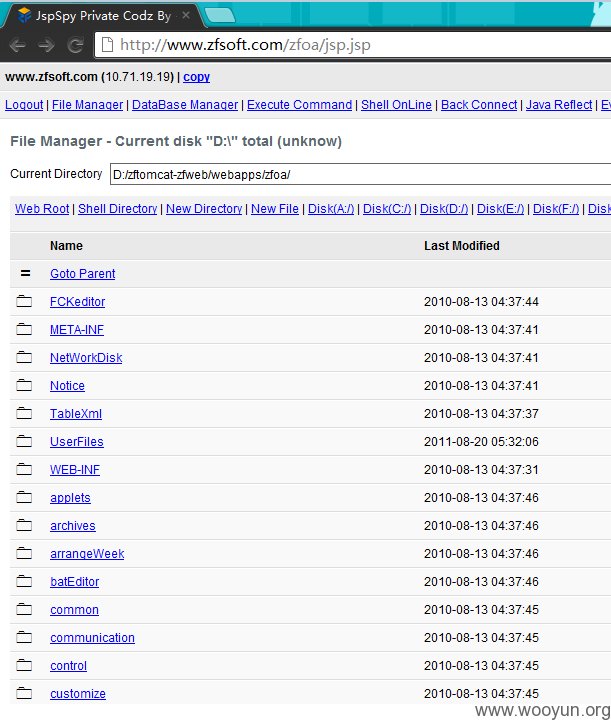 JspSpy Private Codz By
http://www.zfsoft.com/zfoa/jsp.jsp
www.zfsoft.com (10.71.19.19) | copy
Logout | File Manager | DataBase Manager | Execute Command | Shell OnLine | Back Connect | Java Reflect | Ev
File Manager - Current disk "D:\" total (unknow)
Current Directory D:/zftomcat-zfweb/webapps/zfoa/
Web Root | Shell Directory | New Directory | New File | Disk(A:/) | Disk(C:/) | Disk(D:/) | Disk(E:/) | Disk(F:/) | Disk
Name Last Modified
= Goto Parent
FCKeditor 2010-08-13 04:37:44
META-INF 2010-08-13 04:37:41
NetWorkDisk 2010-08-13 04:37:41
Notice 2010-08-13 04:37:41
TableXml 2010-08-13 04:37:37
UserFiles 2011-08-20 05:32:06
WEB-INF 2010-08-13 04:37:31
applets 2010-08-13 04:37:46
archives 2010-08-13 04:37:46
arrangeWeek 2010-08-13 04:37:46
batEditor 2010-08-13 04:37:46
common 2010-08-13 04:37:45
communication 2010-08-13 04:37:45
control 2010-08-13 04:37:45
customize 2010-08-13 04:37:45
www.wooyun.org